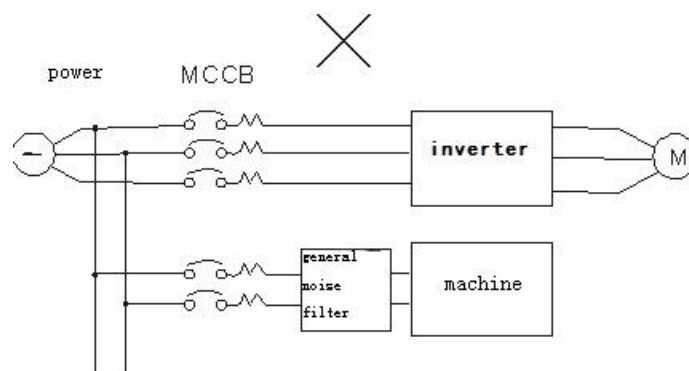 power
MCCB
inverter
M
general
noise
filter
machine